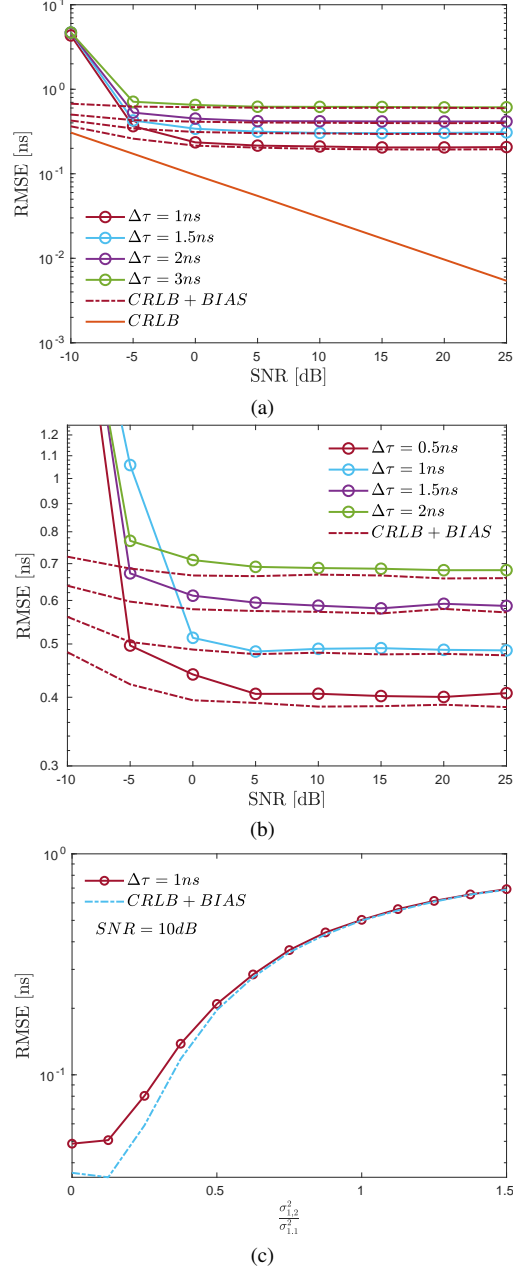 10^1
10^0
10^-1
10^-2
10^-3
RMSE [ns]
Δτ = 1ns
Δτ = 1.5ns
Δτ = 2ns
Δτ = 3ns
CRLB + BIAS
CRLB
-10 -5 0 5 10 15 20 25
SNR [dB]
(a)
1.2
1.1
1
0.9
0.8
0.7
0.6
0.5
0.4
0.3
RMSE [ns]
Δτ = 0.5ns
Δτ = 1ns
Δτ = 1.5ns
Δτ = 2ns
CRLB + BIAS
-10 -5 0 5 10 15 20 25
SNR [dB]
(b)
10^0
10^-1
RMSE [ns]
Δτ = 1ns
CRLB + BIAS
SNR = 10dB
0 0.5 1 1.5
σ²₁,₂
σ²₁.₁
(c)